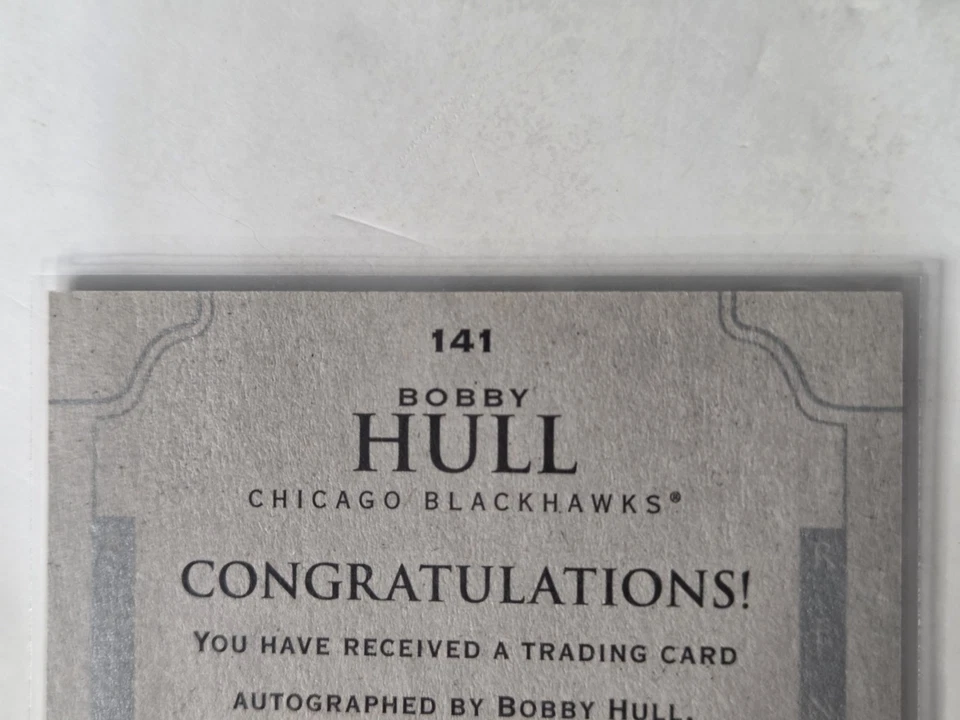 141
BOBBY
HULL
CHICAGO BLACKHAWKS®
CONGRATULATIONS!
YOU HAVE RECEIVED A TRADING CARD
AUTOGRAPHED BY BOBBY HULL.